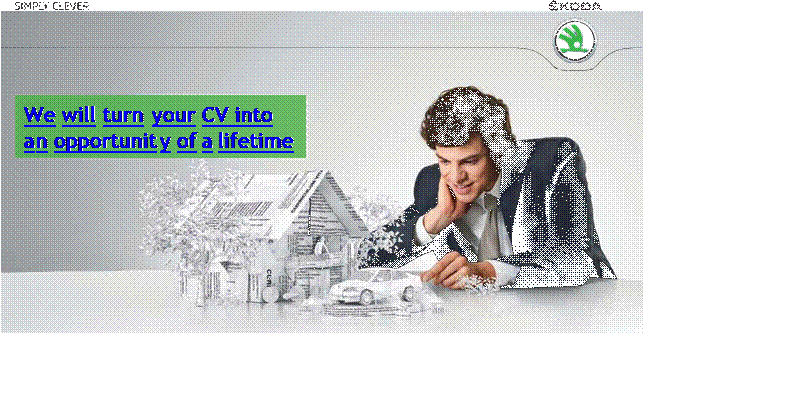 SIMPLY CLEVER
ŠKODA
We will turn your CV into
an opportunity of a lifetime